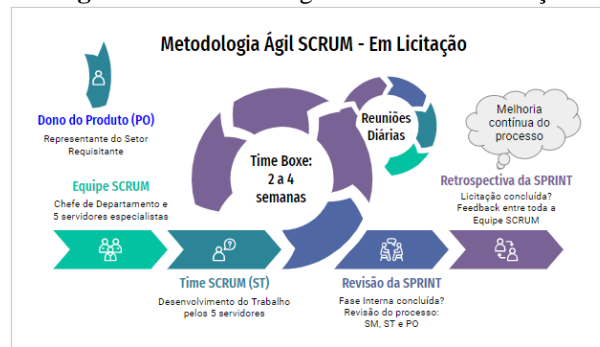 Metodologia Ágil SCRUM - Em Licitação
Dono do Produto (PO)
Representante do Setor
Requisitante
Equipe SCRUM
Chefe de Departamento e
5 servidores especialistas
Time SCRUM (ST)
Desenvolvimento do Trabalho
pelos 5 servidores
Time Boxe:
2 a 4
semanas
Reuniões
Diárias
Revisão da SPRINT
Fase Interna concluída?
Revisão do processo:
SM, ST e PO
Melhoria
contínua do
processo
Retrospectiva da SPRINT
Licitação concluída?
Feedback entre toda a
Equipe SCRUM